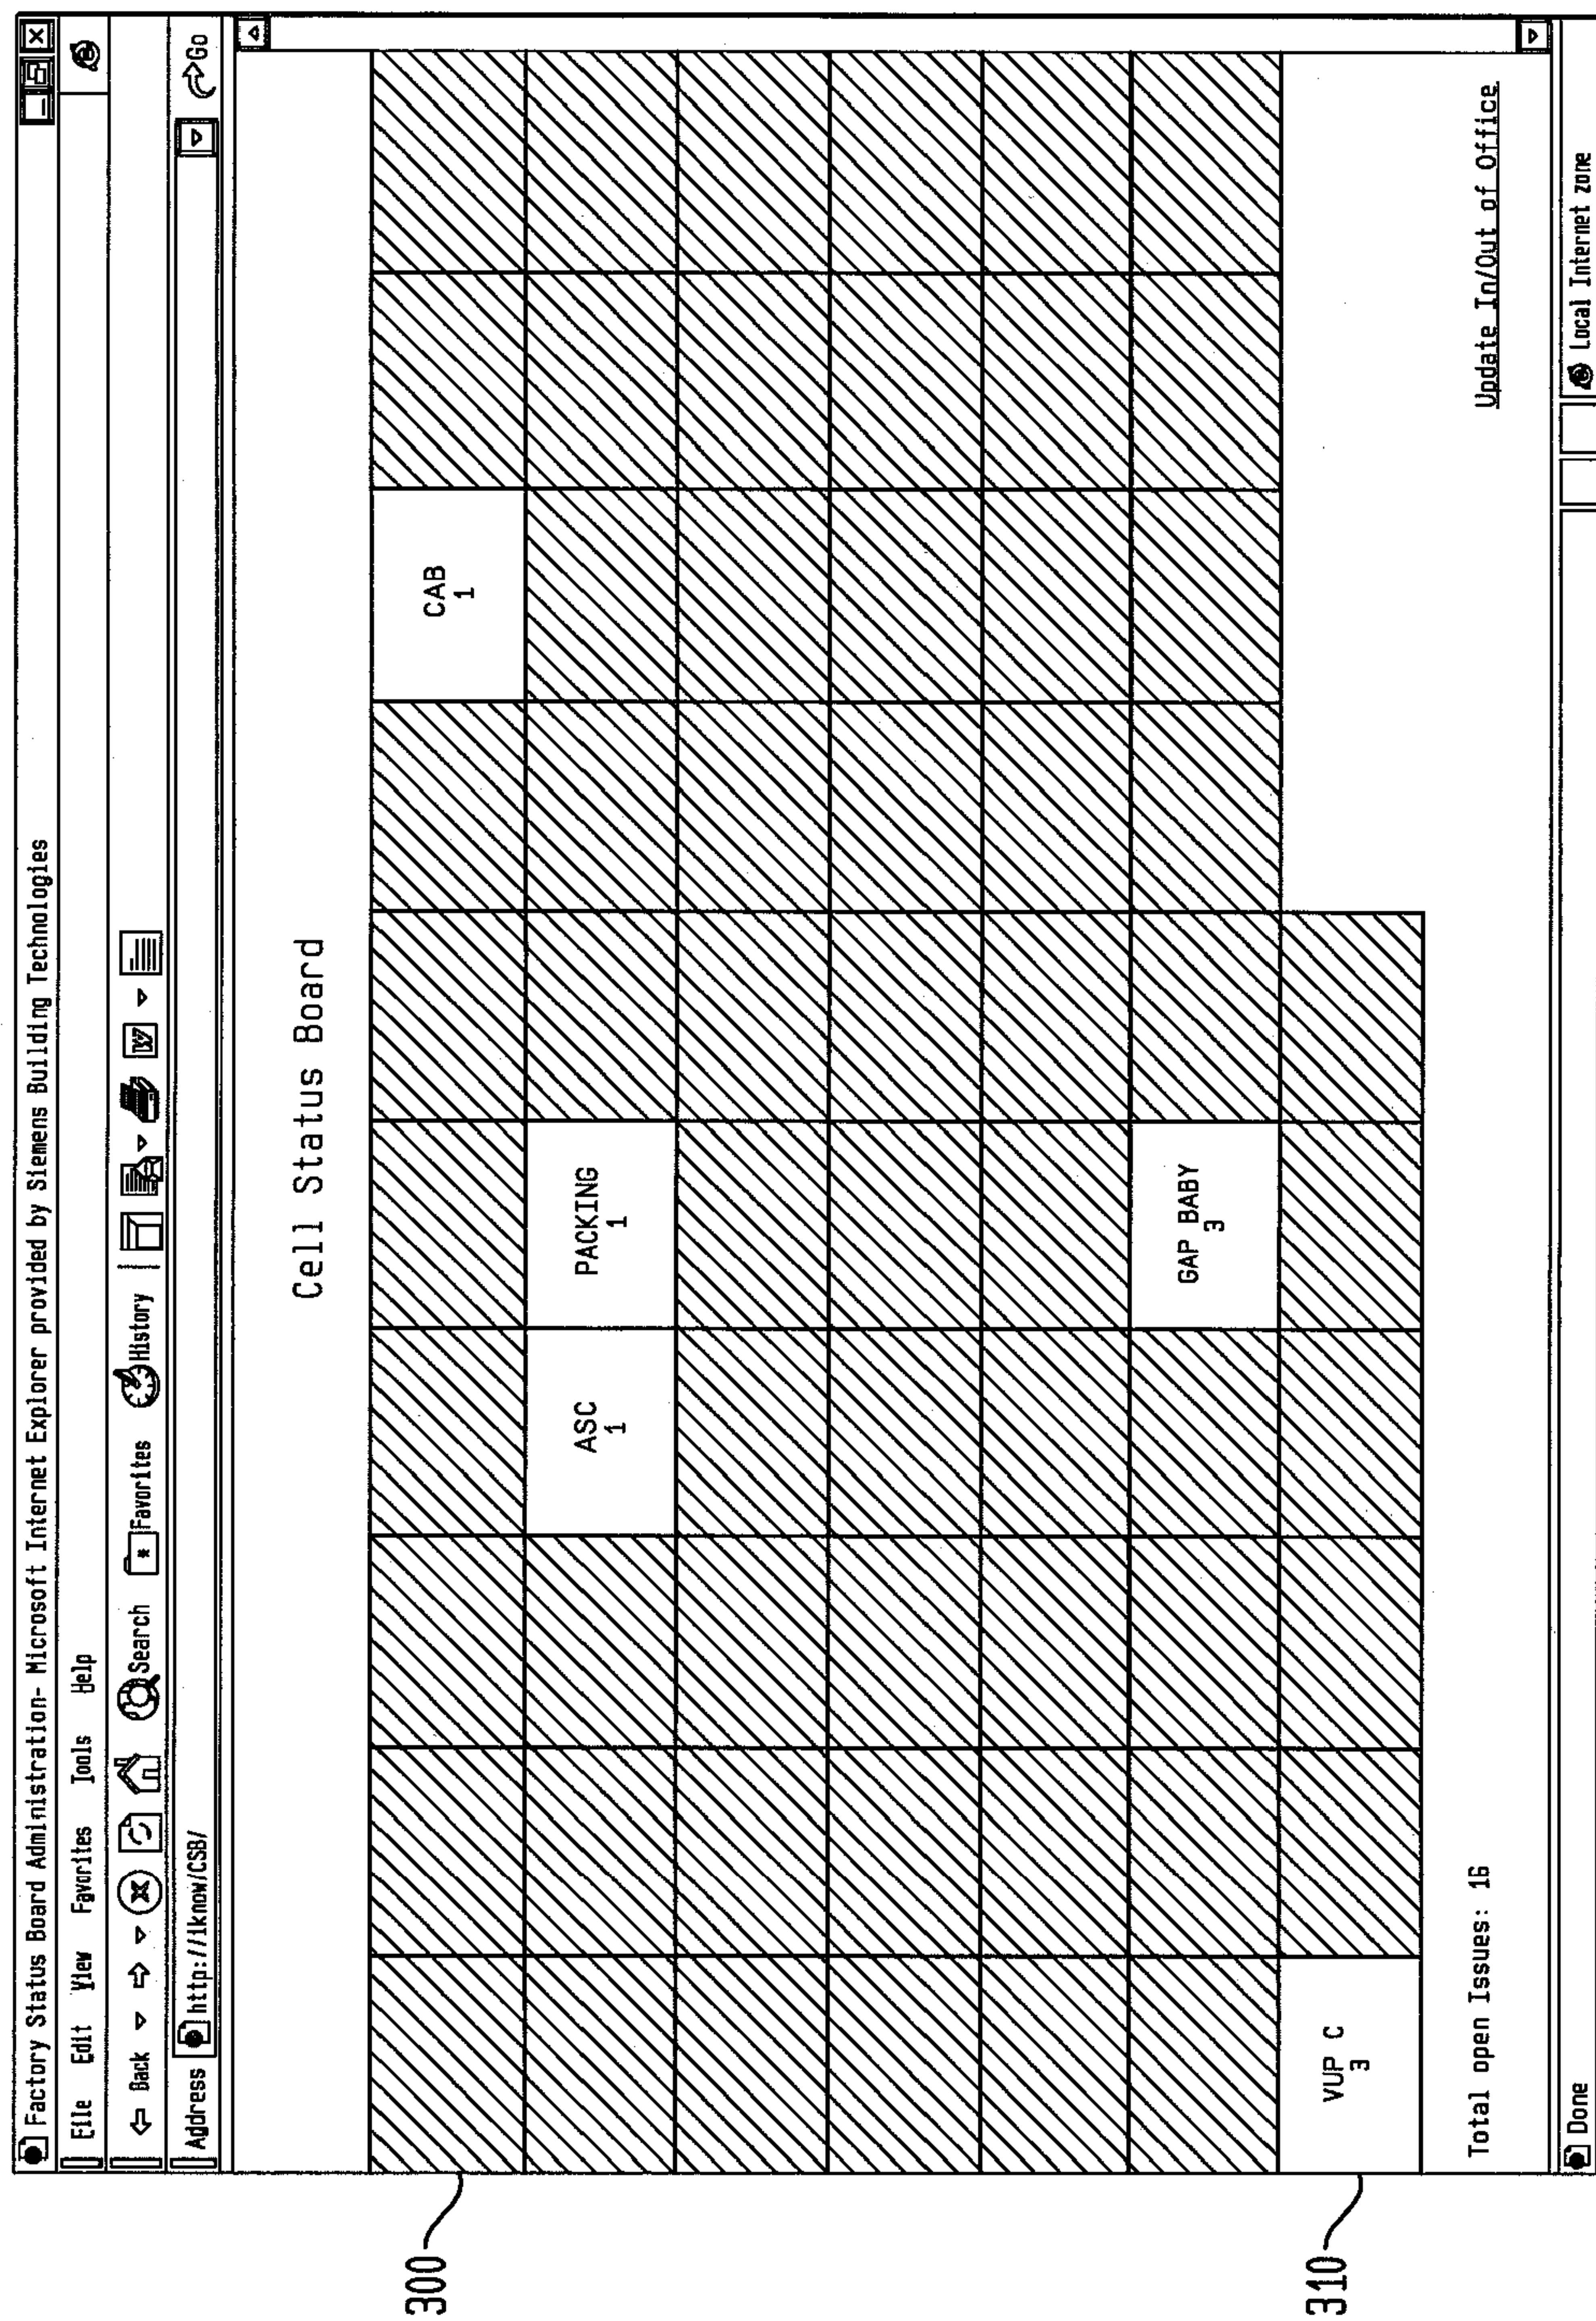 Factory Status Board Administration- Microsoft Internet Explorer provided by Siemens Building Technologies
File Edit View Favorites Tools Help
Back Search Favorites History
Address http://iknow/CSB/ Go
Cell Status Board
300
CAB
1
ASC
1
PACKING
1
GAP BABY
3
310
VUP C
3
Total open Issues: 16
Update In/Out of Office
Done Local Internet zone